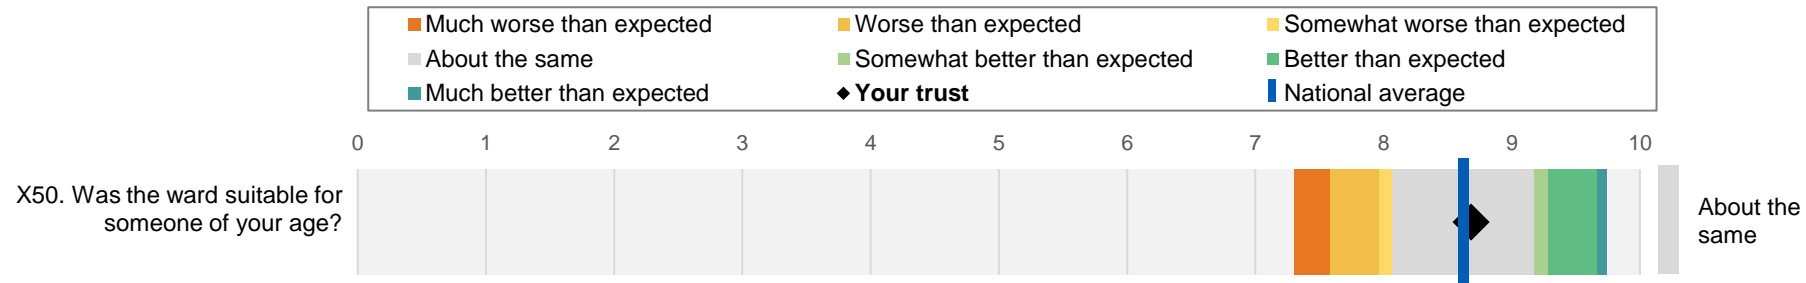 Much worse than expected
Worse than expected
Somewhat worse than expected
About the same
Somewhat better than expected
Better than expected
Much better than expected
Your trust
National average
0 1 2 3 4 5 6 7 8 9 10
X50. Was the ward suitable for
someone of your age?
About the
same